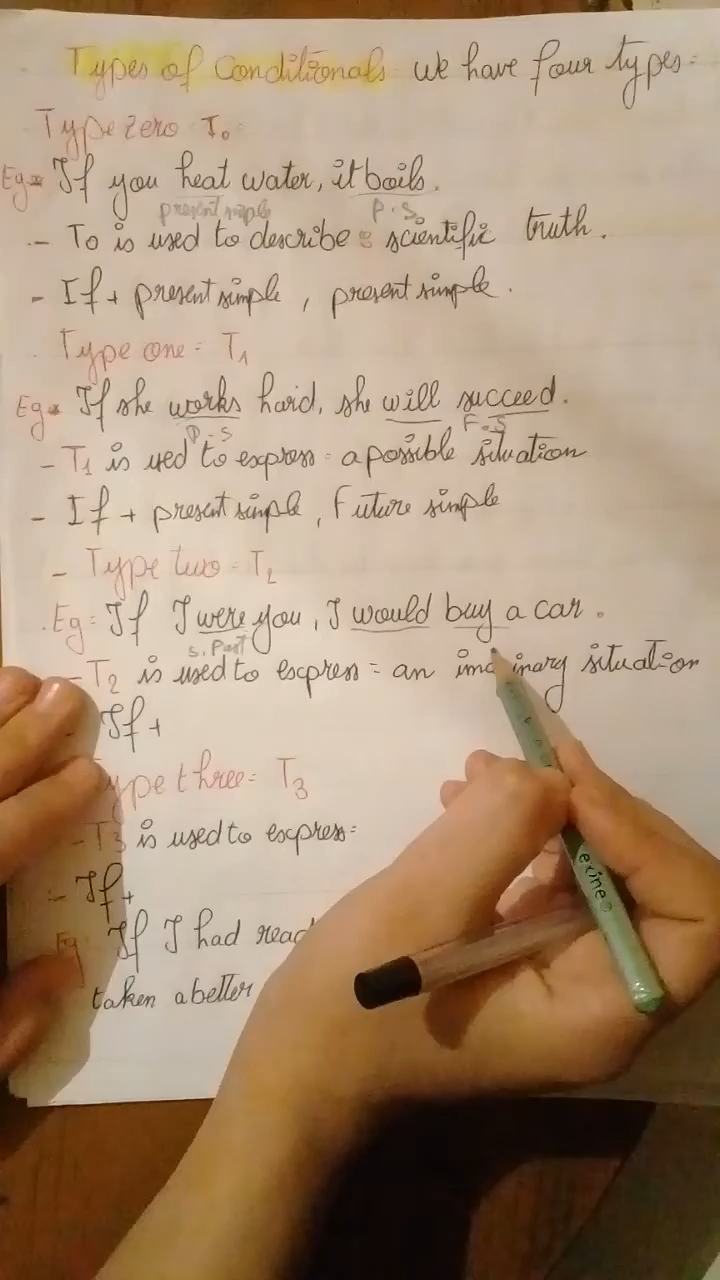 Types of Conditionals we have four types:
Type zero T0
Eg: If you heat water, it boils.
present simple P.S
- T0 is used to describe: scientific truth.
- If + present simple, present simple.
Type one = T1
Eg: If she works hard, she will succeed.
P-S F.S
- T1 is used to express = a possible situation
- If + present simple, Future simple
- Type two = T2
Eg: If I were you, I would buy a car.
s. Past
- T2 is used to express = an situation
If +
three = T3
- T3 is used to express =
- If +
Eg If I had read
taken a better